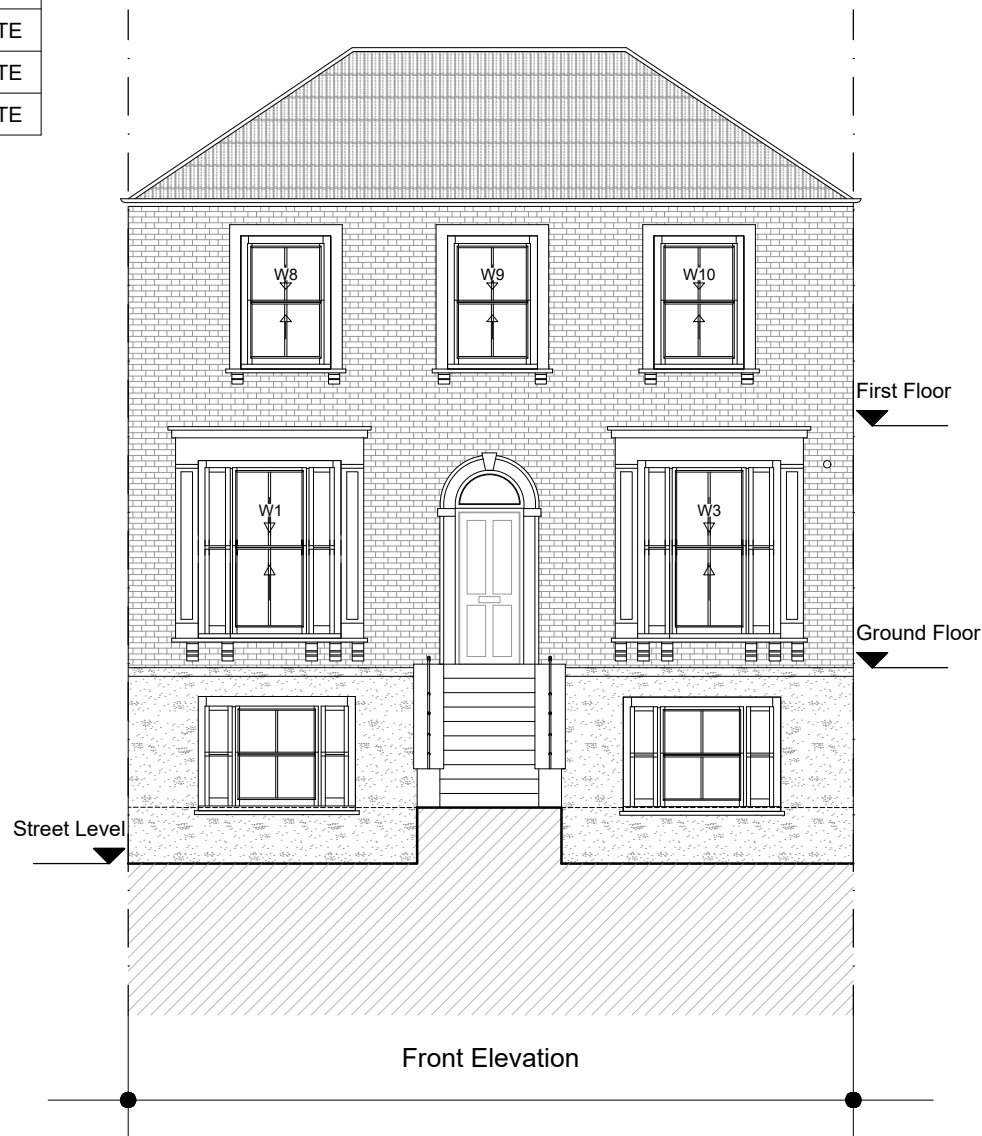 TE
TE
TE
W8
W9
W10
First Floor
W1
W3
Ground Floor
Street Level
Front Elevation